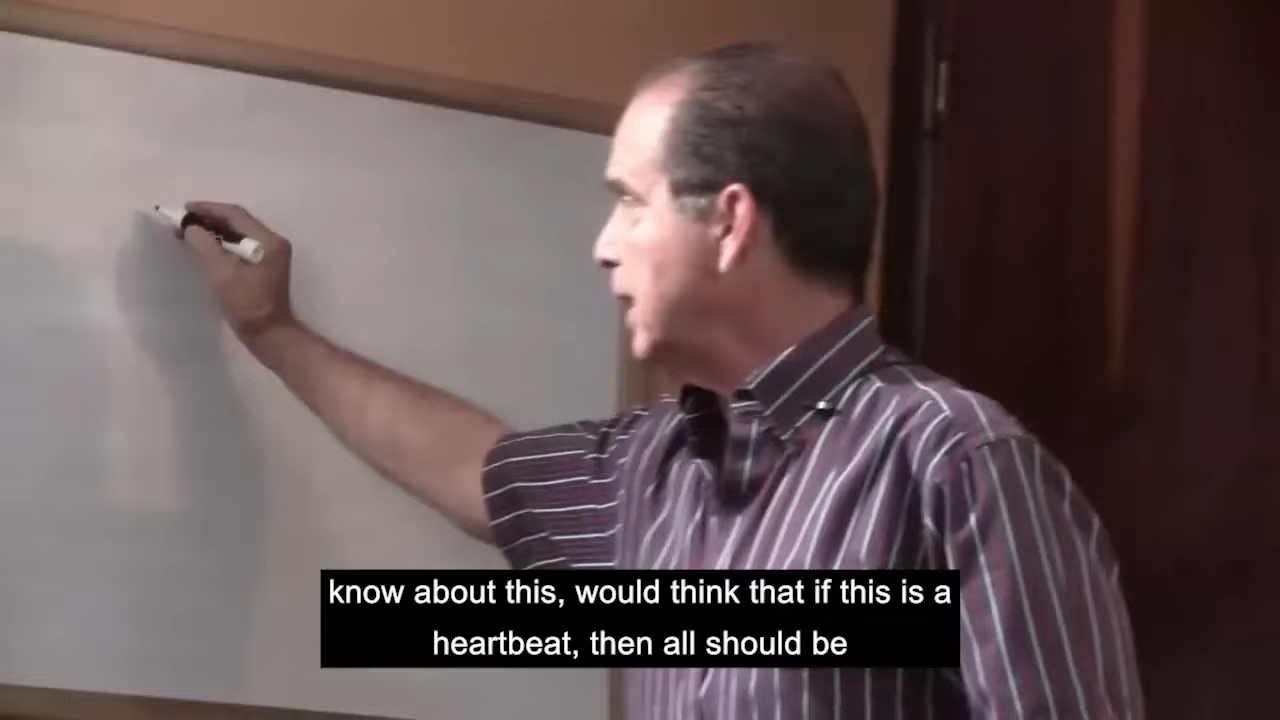 know about this, would think that if this is a
heartbeat, then all should be